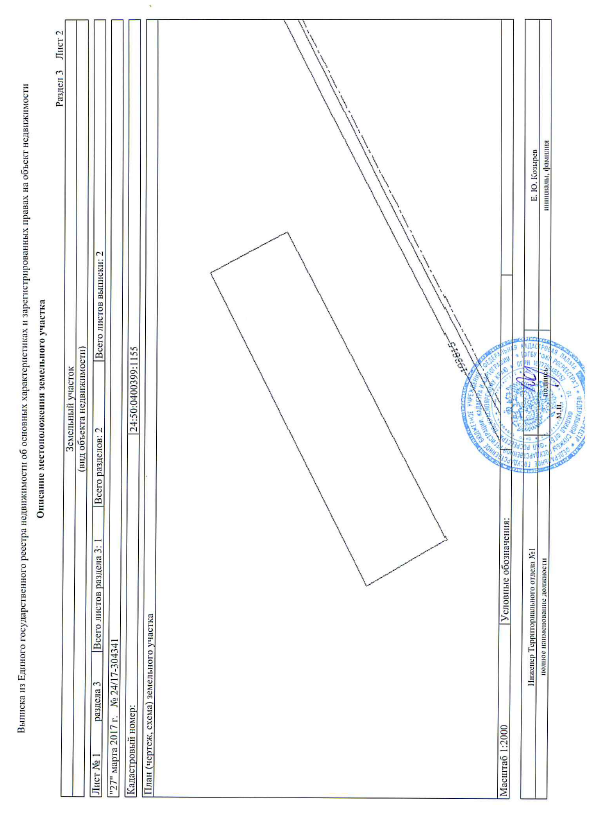 Раздел 3 Лист 2
Выписка из Единого государственного реестра недвижимости об основных характеристиках и зарегистрированных правах на объект недвижимости
Описание местоположения земельного участка
Земельный участок
(вид объекта недвижимости)
Лист № 1 раздела 3 Всего листов раздела 3: 1 Всего разделов: 2 Всего листов выписки: 2
"27" марта 2017 г. № 24/17-304341
Кадастровый номер: 24:50:0400399:1155
План (чертеж, схема) земельного участка
Масштаб 1:2000 Условные обозначения:
Инженер Территориального отдела №1 Е. Ю. Козырев
полное наименование должности подпись инициалы, фамилия
М.П.